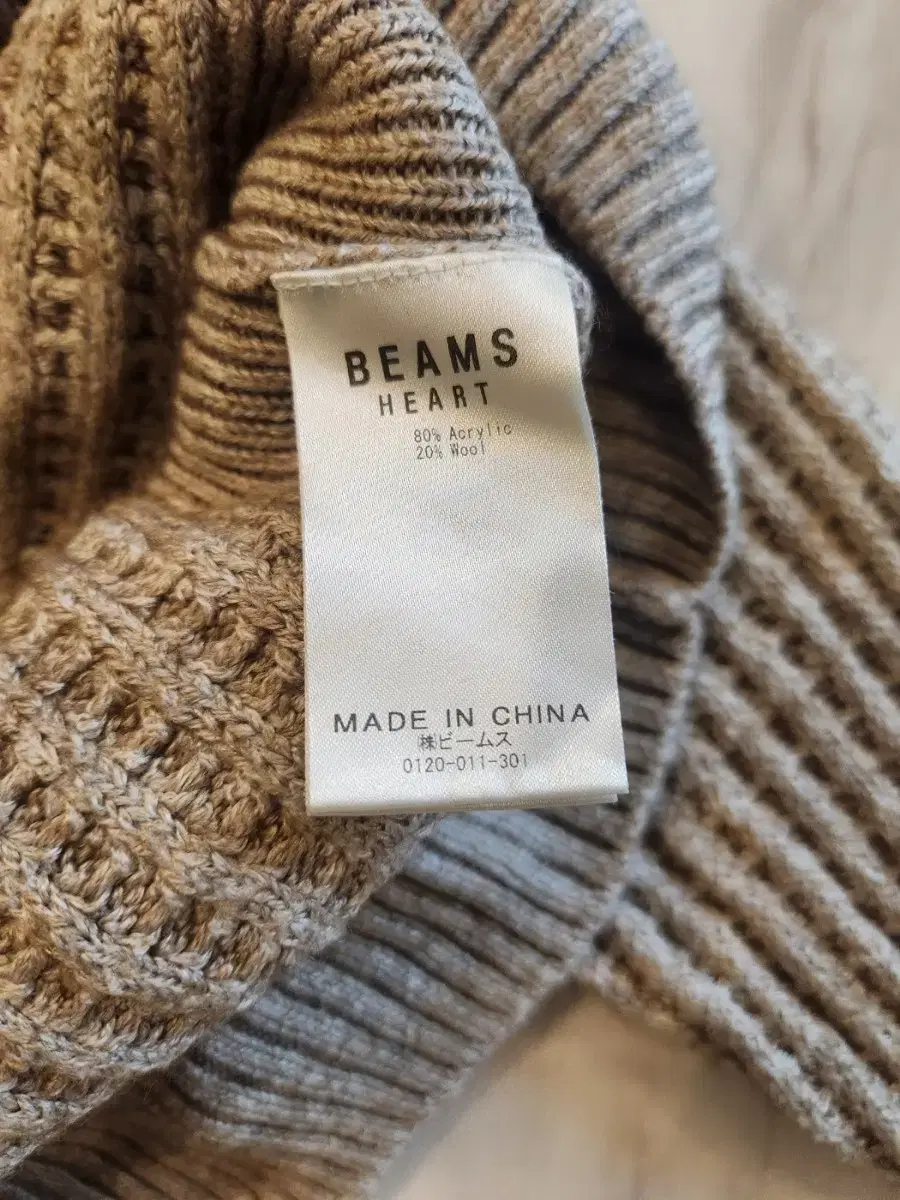 BEAMS
HEART
80% Acrylic
20% Wool
MADE IN CHINA
㈱ビームス
0120-011-301